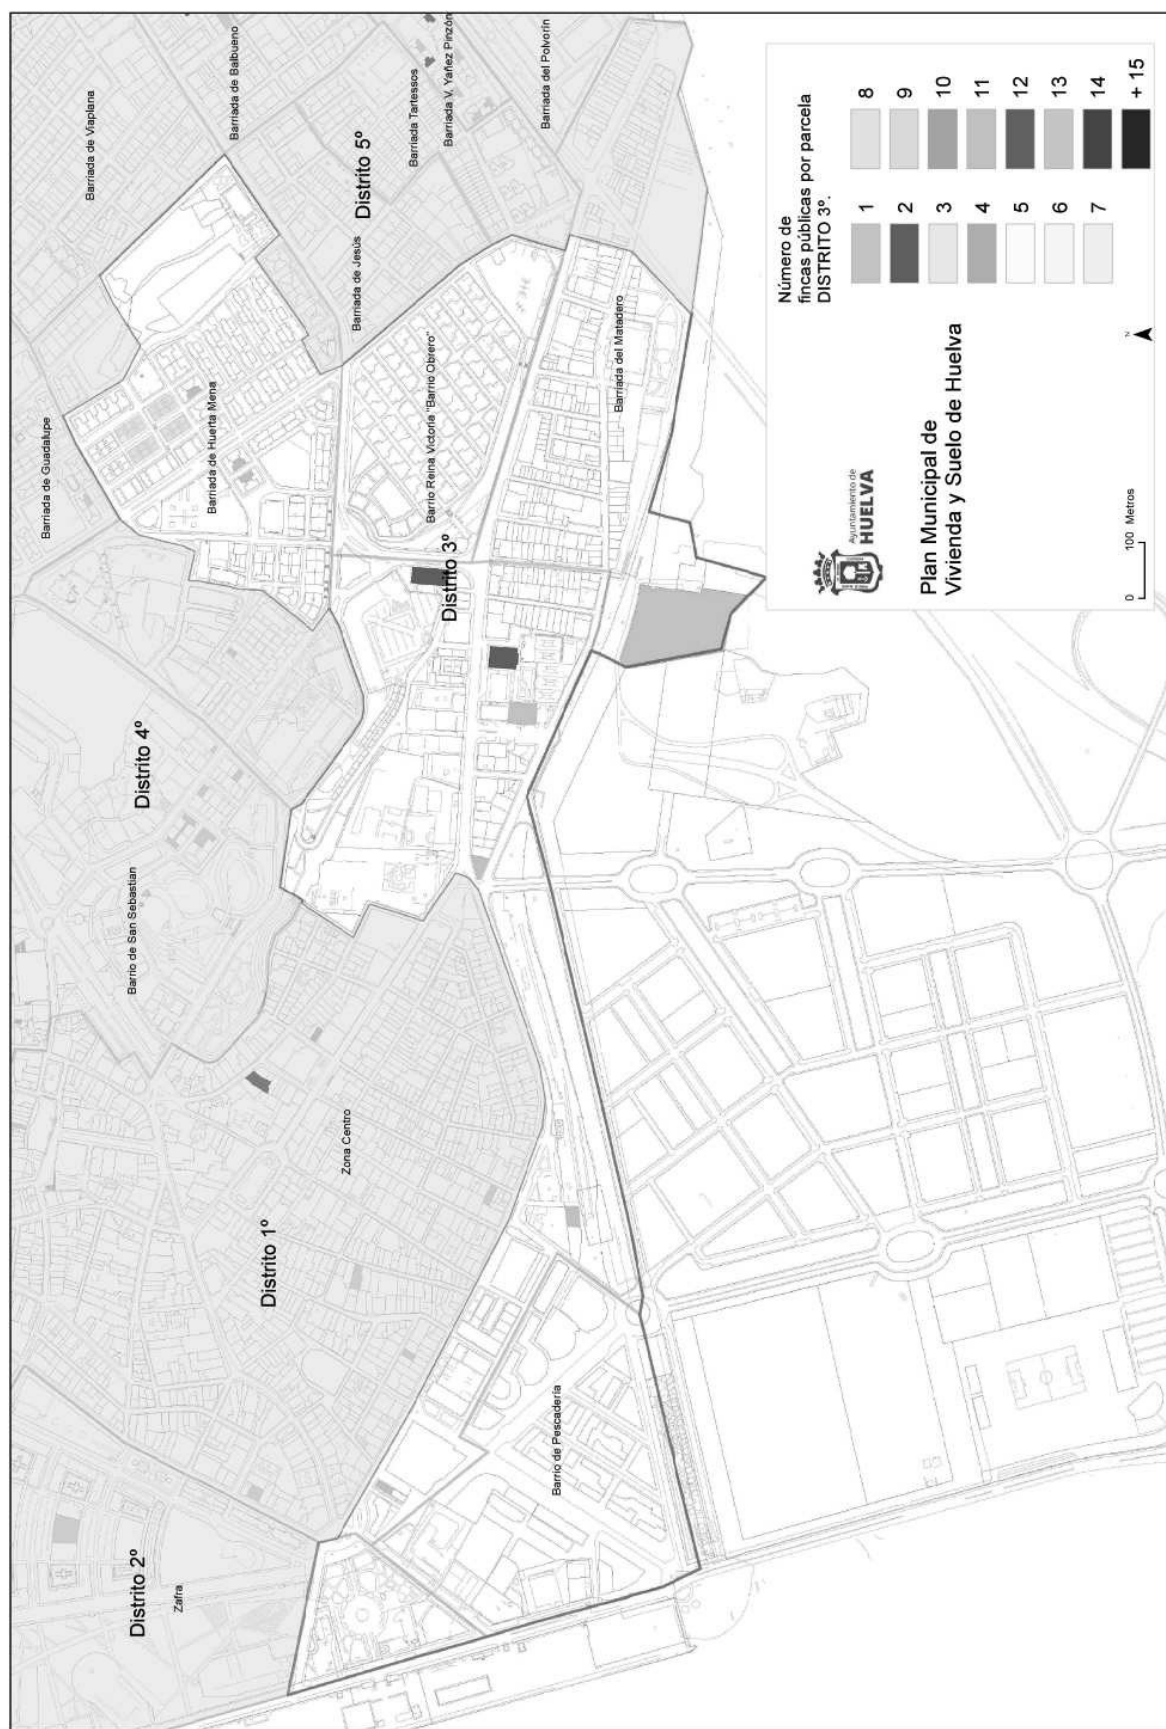 Barriada de Viaplana
Barriada de Balbueno
Barriada Tartessos
Barriada V. Yañez Pinzón
Barriada del Polvorín
Distrito 5º
Barriada de Jesús
Barriada de Guadalupe
Barriada de Huerta Mena
Barrio Reina Victoria "Barrio Obrero"
Barriada del Matadero
Distrito 3º
Distrito 4º
Barrio de San Sebastian
Zona Centro
Distrito 1º
Barrio de Pescadería
Distrito 2º
Zafra
Número de
fincas públicas por parcela
DISTRITO 3º.
1
2
3
4
5
6
7
8
9
10
11
12
13
14
+ 15
Ayuntamiento de
HUELVA
Plan Municipal de
Vivienda y Suelo de Huelva
0
100
Metros
N